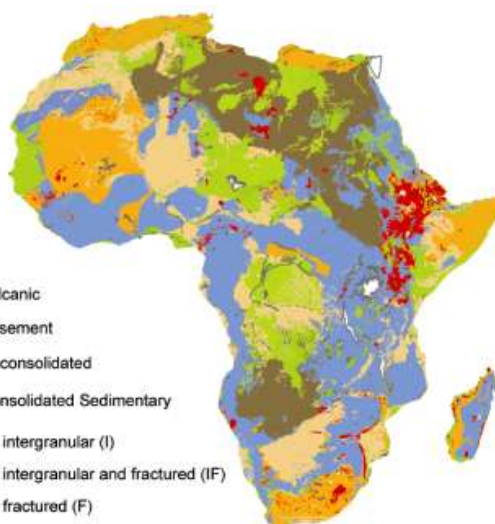 lcanic
sement
consolidated
nsolidated Sedimentary
intergranular (I)
intergranular and fractured (IF)
fractured (F)